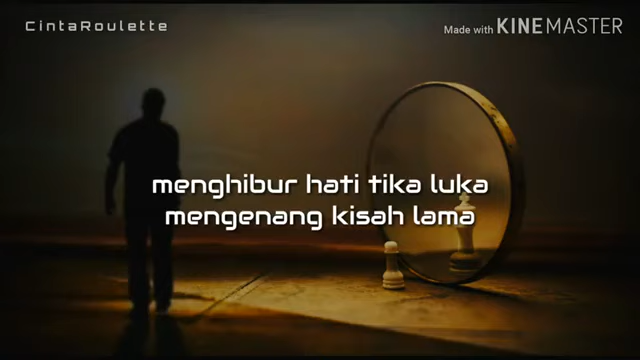 CintaRoulette
Made with KINEMASTER
menghibur hati tika luka
mengenang kisah lama